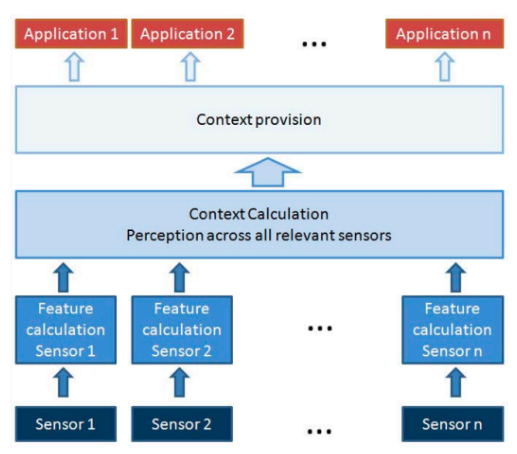 Application 1 Application 2 ... Application n
Context provision
Context Calculation
Perception across all relevant sensors
Feature calculation Sensor 1
Feature calculation Sensor 2
...
Feature calculation Sensor n
Sensor 1 Sensor 2 ... Sensor n